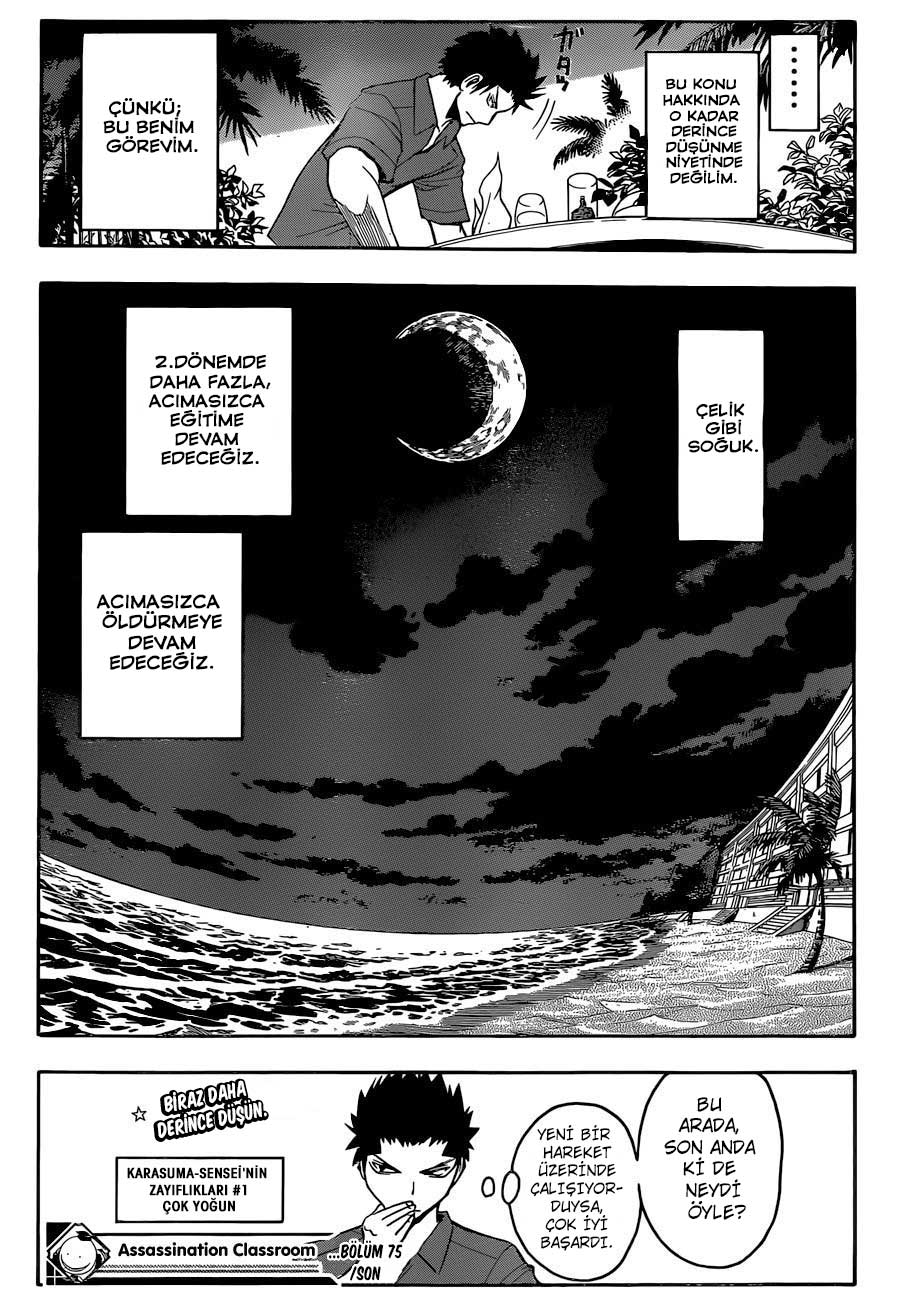 ......
BU KONU
HAKKINDA
O KADAR
DERİNCE
DÜŞÜNME
NİYETİNDE
DEĞİLİM.
ガタッ
ÇÜNKÜ;
BU BENİM
GÖREVİM.
ÇELİK
GİBİ
SOĞUK.
2.DÖNEMDE
DAHA FAZLA,
ACIMASIZCA
EĞİTİME
DEVAM
EDECEĞİZ.
ACIMASIZCA
ÖLDÜRMEYE
DEVAM
EDECEĞİZ.
BU
ARADA,
SON ANDA
Kİ DE
NEYDİ
ÖYLE?
YENİ BİR
HAREKET
ÜZERİNDE
ÇALIŞIYOR-
DUYSA,
ÇOK İYİ
BAŞARDI.
☆ BİRAZ DAHA
DERİNCE DÜŞÜN.
KARASUMA-SENSEİ'NİN
ZAYIFLIKLARI #1
ÇOK YOĞUN
Assassination Classroom ...BÖLÜM 75
/SON